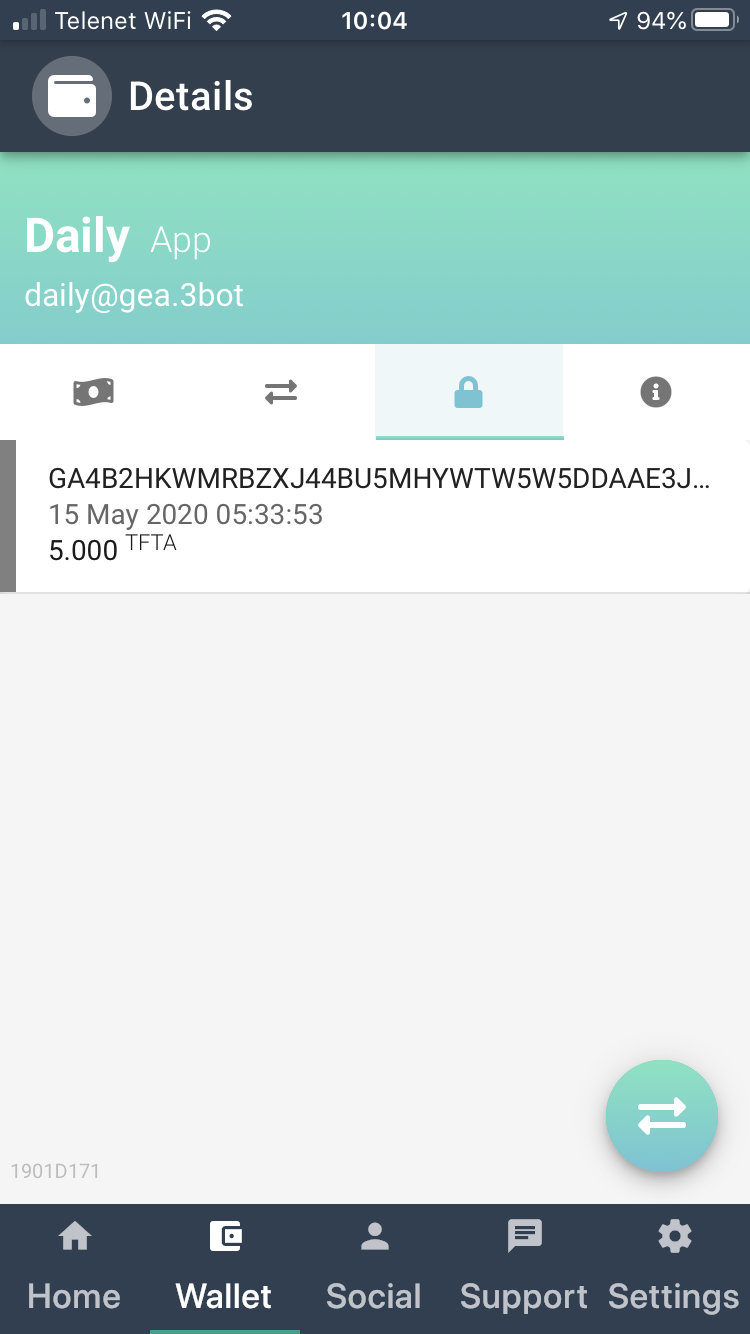 Telenet WiFi 10:04 94%
Details
Daily App
daily@gea.3bot
GA4B2HKWMRBZXJ44BU5MHYWTW5W5DDAAE3J...
15 May 2020 05:33:53
5.000 TFTA
1901D171
Home Wallet Social Support Settings